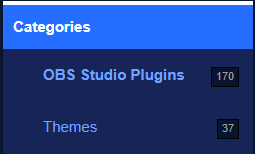 Categories
OBS Studio Plugins 170
Themes 37